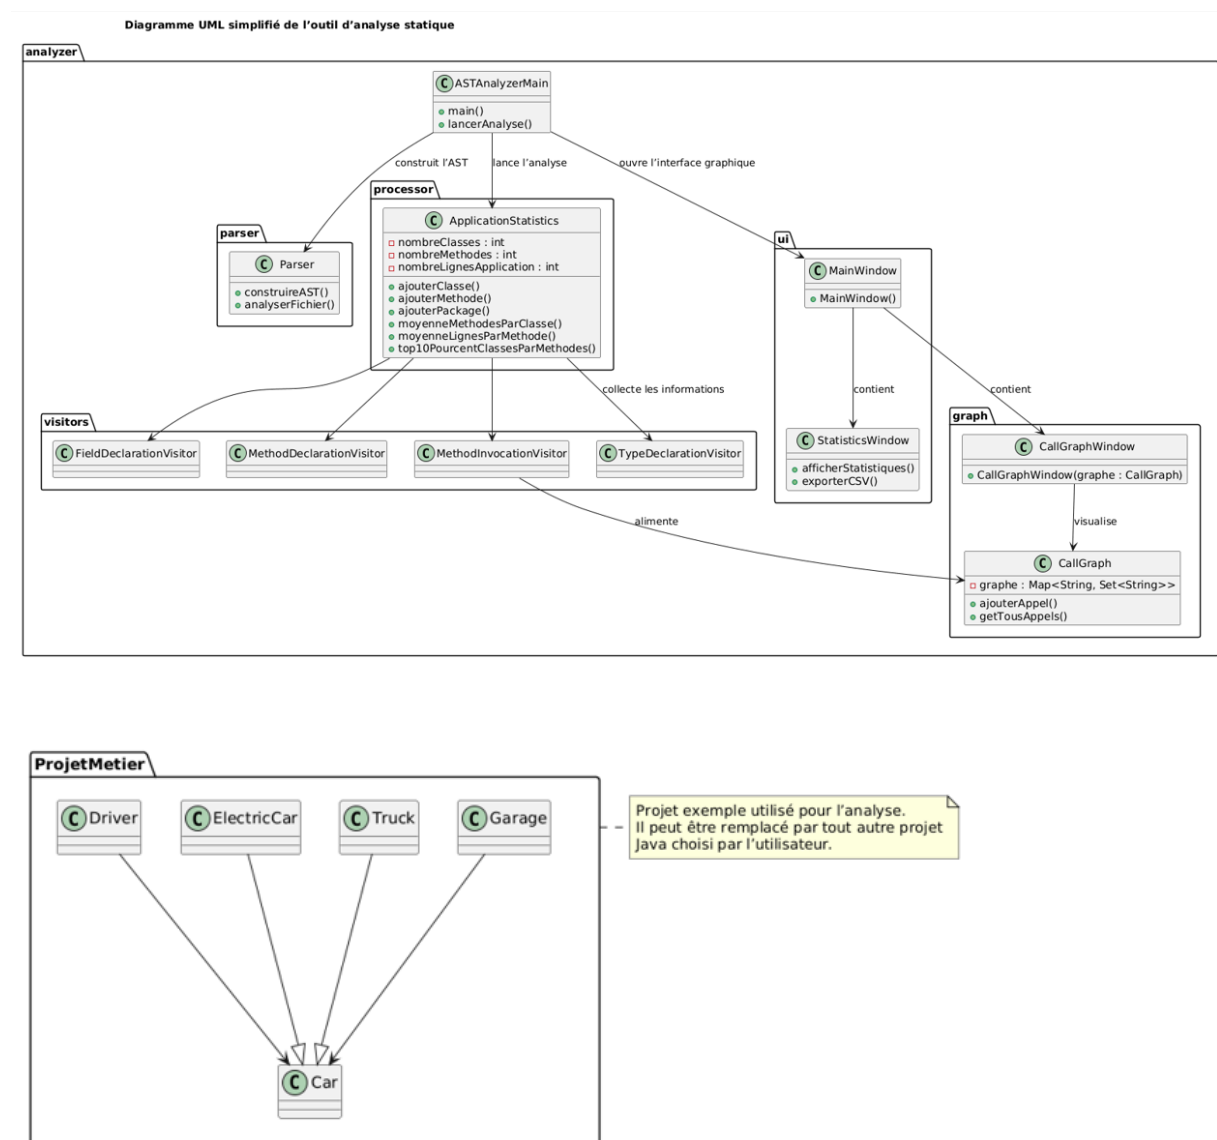 Diagramme UML simplifié de l’outil d’analyse statique
analyzer
C ASTAnalyzerMain
main()
lancerAnalyse()
construit l’AST
lance l’analyse
ouvre l’interface graphique
processor
C ApplicationStatistics
nombreClasses : int
nombreMethodes : int
nombreLignesApplication : int
ajouterClasse()
ajouterMethode()
ajouterPackage()
moyenneMethodesParClasse()
moyenneLignesParMethode()
top10PourcentClassesParMethodes()
parser
C Parser
construireAST()
analyserFichier()
ui
C MainWindow
MainWindow()
collecte les informations
contient
contient
visitors
C FieldDeclarationVisitor
C MethodDeclarationVisitor
C MethodInvocationVisitor
C TypeDeclarationVisitor
C StatisticsWindow
afficherStatistiques()
exporterCSV()
graph
C CallGraphWindow
CallGraphWindow(graphe : CallGraph)
alimente
visualise
C CallGraph
graphe : Map<String, Set<String>>
ajouterAppel()
getTousAppels()
ProjetMetier
C Driver
C ElectricCar
C Truck
C Garage
Projet exemple utilisé pour l’analyse.
Il peut être remplacé par tout autre projet
Java choisi par l’utilisateur.
C Car